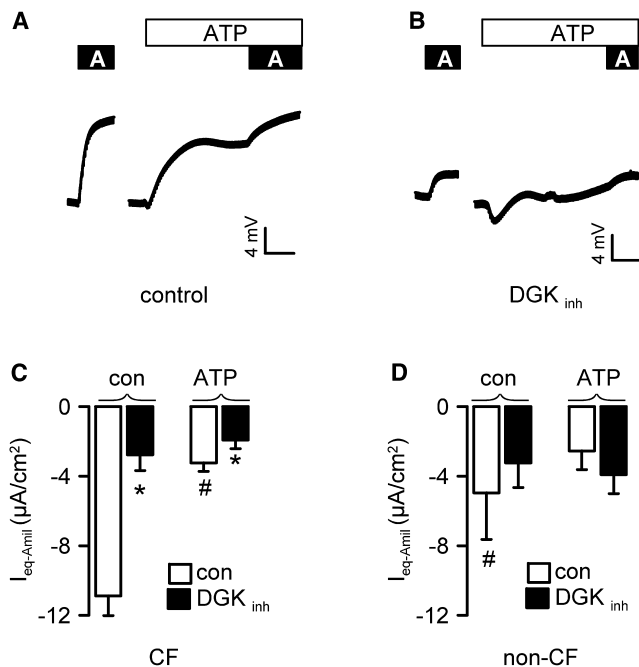 A
ATP
A
A
4 mV
control
B
ATP
A
A
4 mV
DGK inh
C
con
ATP
0
-4
-8
-12
Ieq-Amil (µA/cm²)
*
#
*
con
DGK inh
CF
D
con
ATP
0
-4
-8
-12
Ieq-Amil (µA/cm²)
#
con
DGK inh
non-CF